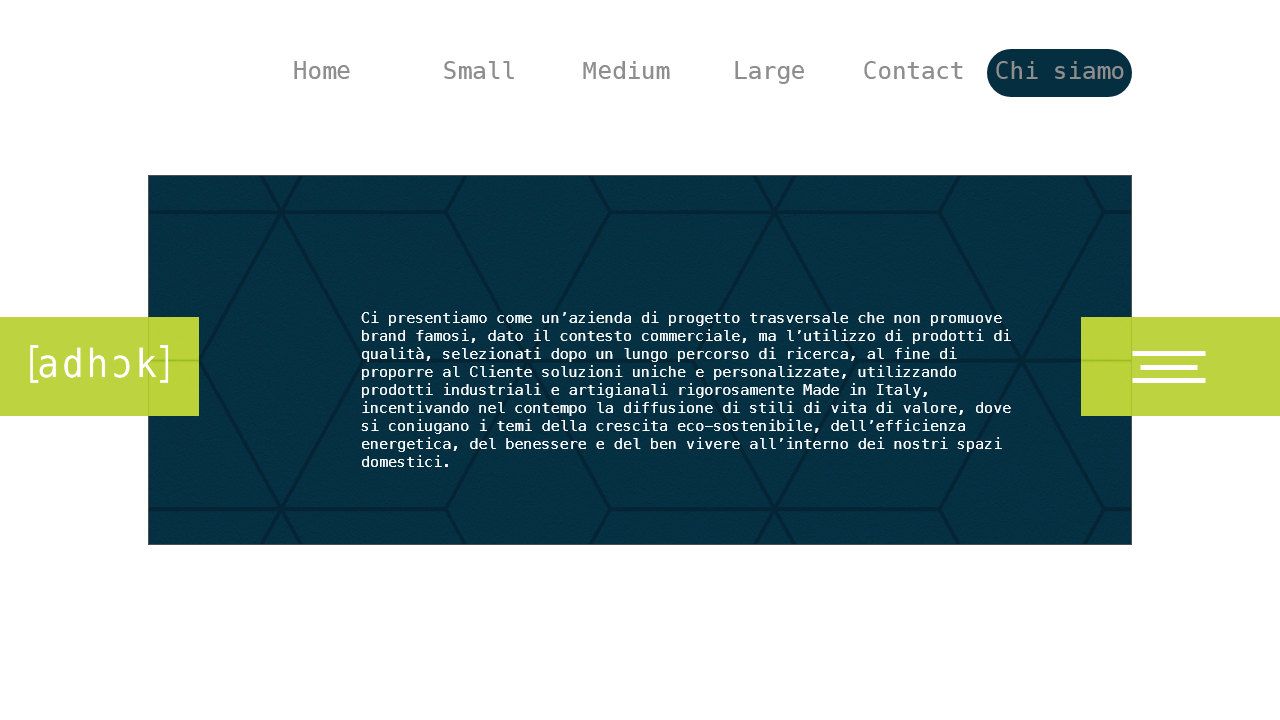 Home Small Medium Large Contact Chi siamo
Ci presentiamo come un’azienda di progetto trasversale che non promuove
brand famosi, dato il contesto commerciale, ma l’utilizzo di prodotti di
qualità, selezionati dopo un lungo percorso di ricerca, al fine di
proporre al Cliente soluzioni uniche e personalizzate, utilizzando
prodotti industriali e artigianali rigorosamente Made in Italy,
incentivando nel contempo la diffusione di stili di vita di valore, dove
si coniugano i temi della crescita eco-sostenibile, dell’efficienza
energetica, del benessere e del ben vivere all’interno dei nostri spazi
domestici.
[adhɔk]